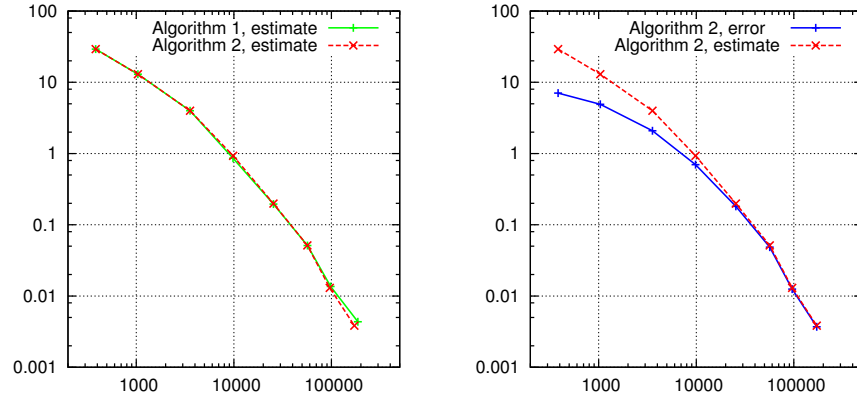 Algorithm 1, estimate
Algorithm 2, estimate
100
10
1
0.1
0.01
0.001
1000 10000 100000
Algorithm 2, error
Algorithm 2, estimate
100
10
1
0.1
0.01
0.001
1000 10000 100000